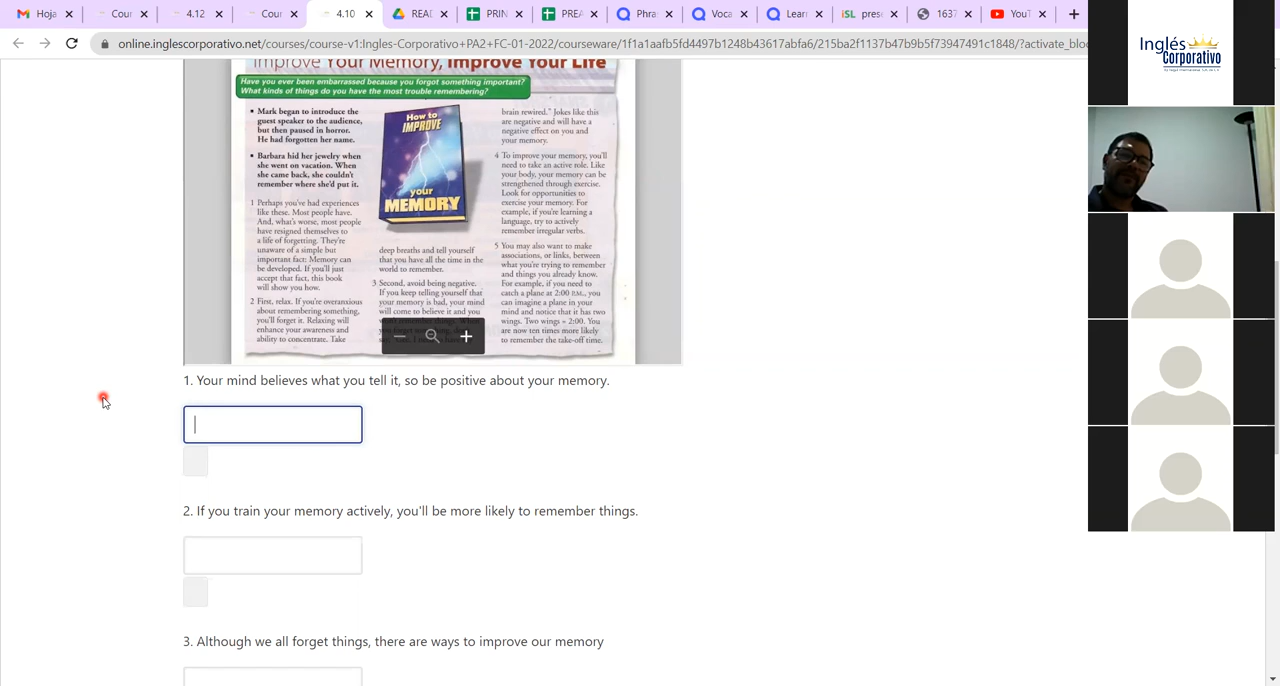 Hoja
Cour
4.12
Cour
4.10
READ
PRIN
PREA
Phras
Voca
Learn
iSL
prese
1637
YouT
online.inglescorporativo.net/courses/course-v1:Ingles-Corporativo+PA2+FC-01-2022/courseware/1f1a1aafb5fd4497b1248b43617abfa6/215ba2f1137b47b9b5f73947491c1848/?activate_bloc
Inglés
Corporativo
Improve Your Memory, Improve Your Life
Have you ever been embarrassed because you forgot something important?
What kinds of things do you have the most trouble remembering?
▪ Mark began to introduce the
guest speaker to the audience,
but then paused in horror.
He had forgotten her name.
▪ Barbara hid her jewelry when
she went on vacation. When
she came back, she couldn't
remember where she'd put it.
1 Perhaps you've had experiences
like these. Most people have.
And, what's worse, most people
have resigned themselves to
a life of forgetting. They're
unaware of a simple but
important fact: Memory can
be developed. If you'll just
accept that fact, this book
will show you how.
2 First, relax. If you're overanxious
about remembering something,
you'll forget it. Relaxing will
enhance your awareness and
ability to concentrate. Take
How to
IMPROVE
your
MEMORY
deep breaths and tell yourself
that you have all the time in the
world to remember.
3 Second, avoid being negative.
If you keep telling yourself that
your memory is bad, your mind
will come to believe it and you
brain rewired." Jokes like this
are negative and will have a
negative effect on you and
your memory.
4 To improve your memory, you'll
need to take an active role. Like
your body, your memory can be
strengthened through exercise.
Look for opportunities to
exercise your memory. For
example, if you're learning a
language, try to actively
remember irregular verbs.
5 You may also want to make
associations, or links, between
what you're trying to remember
and things you already know.
For example, if you need to
catch a plane at 2:00 P.M., you
can imagine a plane in your
mind and notice that it has two
wings. Two wings = 2:00. You
are now ten times more likely
to remember the take-off time.
1. Your mind believes what you tell it, so be positive about your memory.
2. If you train your memory actively, you'll be more likely to remember things.
3. Although we all forget things, there are ways to improve our memory